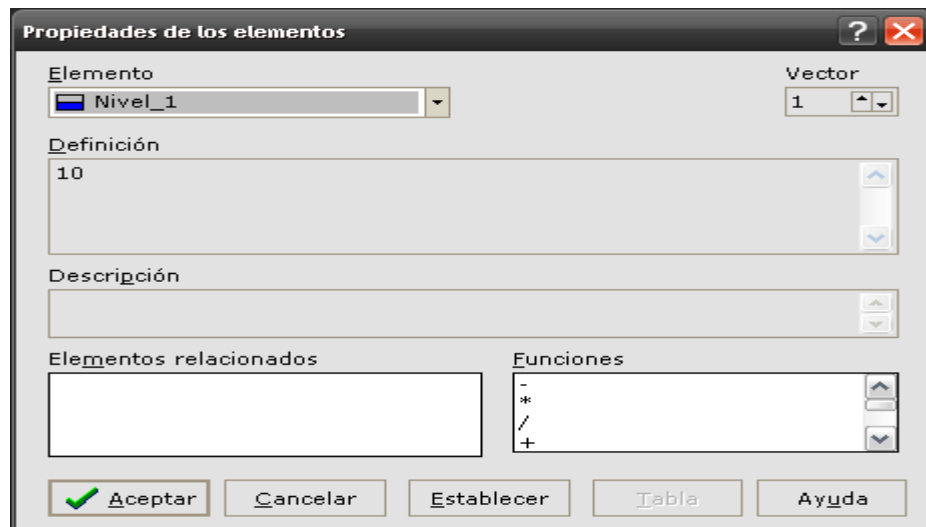 Propiedades de los elementos
Elemento Vector
Nivel_1 1
Definición
10
Descripción
Elementos relacionados Funciones
-
*
/
+
Aceptar Cancelar Establecer Tabla Ayuda